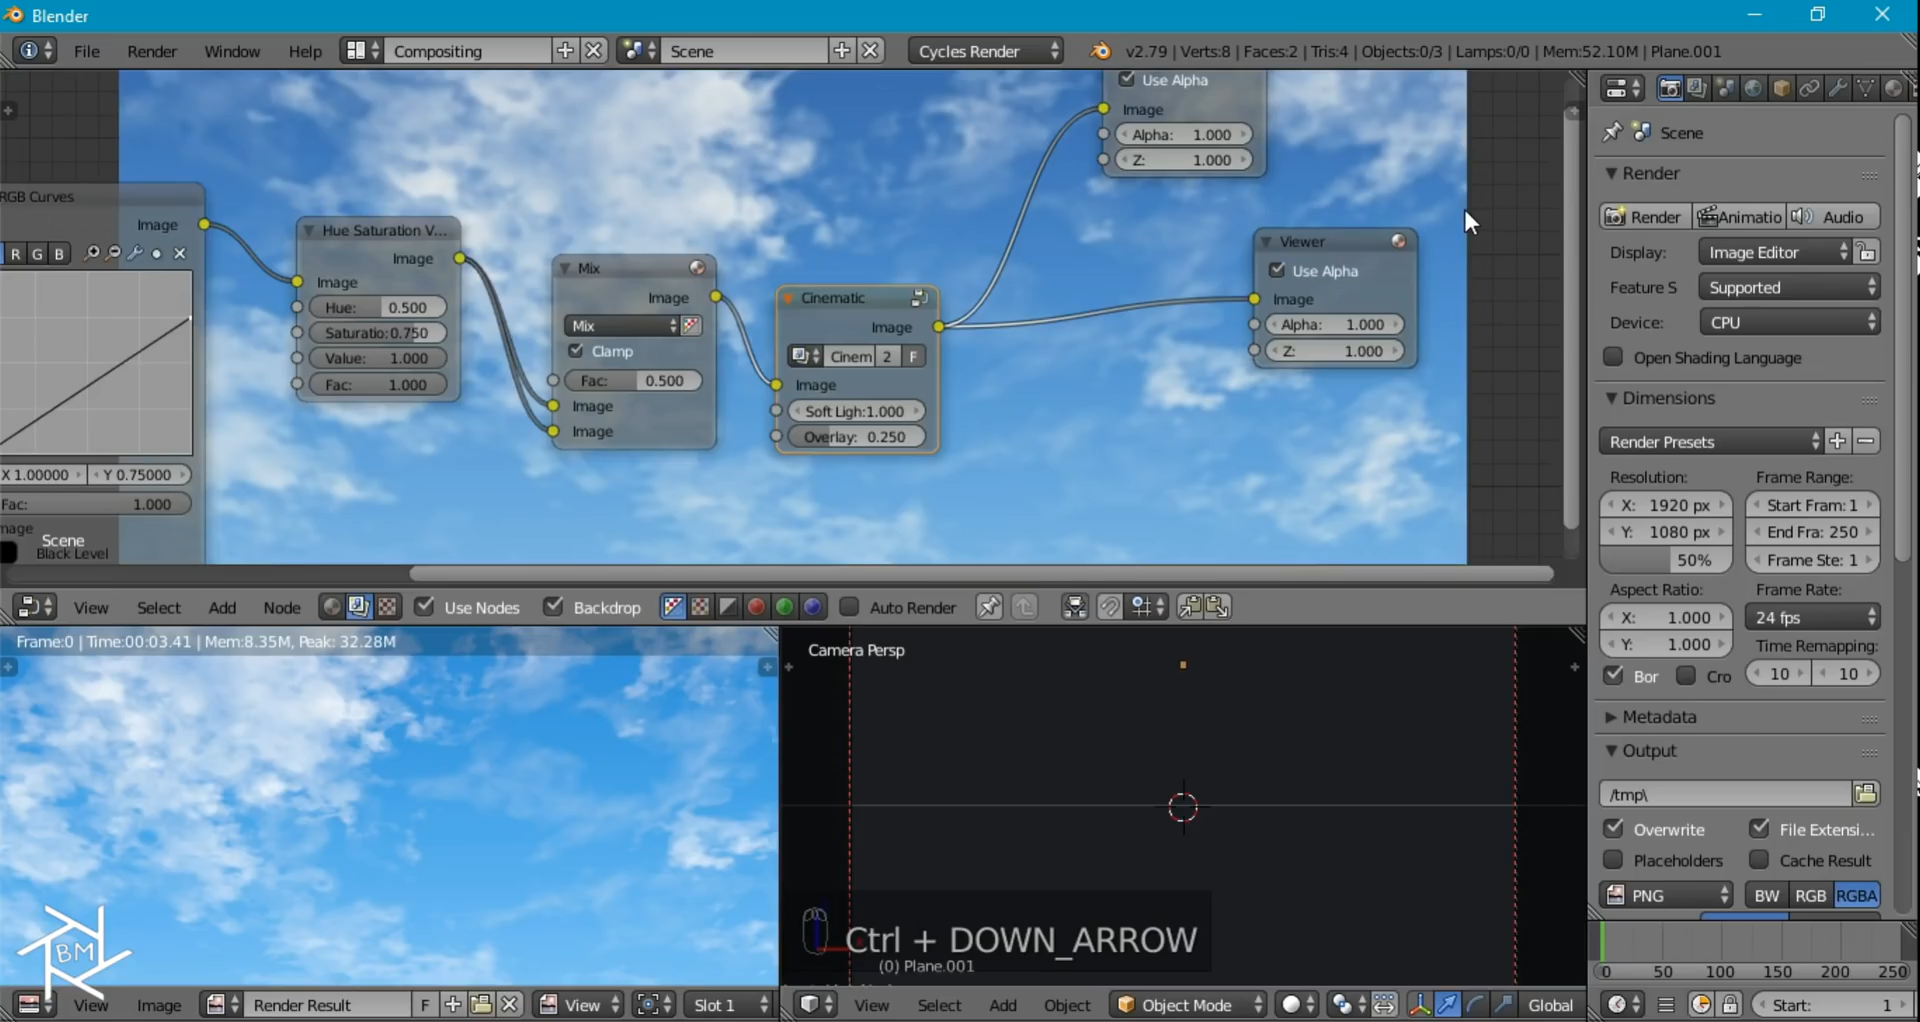 Blender
File Render Window Help Compositing Scene Cycles Render v2.79 | Verts:8 | Faces:2 | Tris:4 | Objects:0/3 | Lamps:0/0 | Mem:52.10M | Plane.001
Use Alpha
Image
Alpha: 1.000
Z: 1.000
RGB Curves
Image
R G B
X 1.00000 Y 0.75000
Fac: 1.000
Scene
Black Level
Hue Saturation V...
Image
Image
Hue: 0.500
Saturatio:0.750
Value: 1.000
Fac: 1.000
Mix
Image
Mix
Clamp
Fac: 0.500
Image
Image
Cinematic
Image
Cinem 2 F
Image
Soft Ligh:1.000
Overlay: 0.250
Viewer
Use Alpha
Image
Alpha: 1.000
Z: 1.000
View Select Add Node Use Nodes Backdrop Auto Render
Frame:0 | Time:00:03.41 | Mem:8.35M, Peak: 32.28M
BM
View Image Render Result F View Slot 1
Camera Persp
Ctrl + DOWN_ARROW
(0) Plane.001
View Select Add Object Object Mode Global
Scene
Render
Render Animatio Audio
Display: Image Editor
Feature S Supported
Device: CPU
Open Shading Language
Dimensions
Render Presets
Resolution: Frame Range:
X: 1920 px Start Fram: 1
Y: 1080 px End Fra: 250
50% Frame Ste: 1
Aspect Ratio: Frame Rate:
X: 1.000 24 fps
Y: 1.000 Time Remapping:
Bor Cro 10 10
Metadata
Output
/tmp\
Overwrite File Extensi...
Placeholders Cache Result
PNG BW RGB RGBA
0 50 100 150 200 250
Start: 1